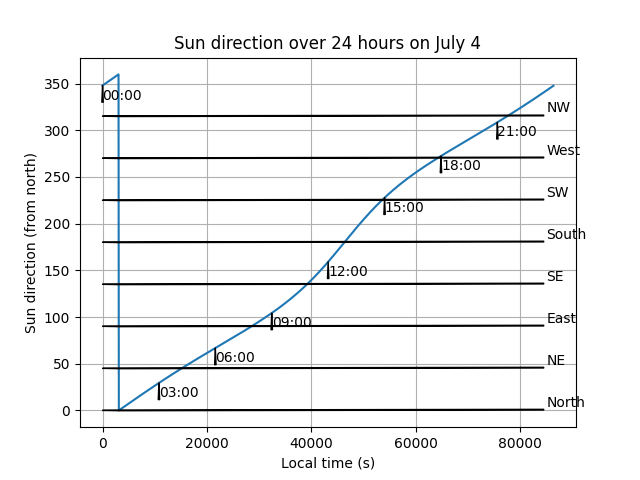 Sun direction over 24 hours on July 4
Sun direction (from north)
350
300
250
200
150
100
50
0
00:00
03:00
06:00
09:00
12:00
15:00
18:00
21:00
NW
West
SW
South
SE
East
NE
North
0
20000
40000
60000
80000
Local time (s)